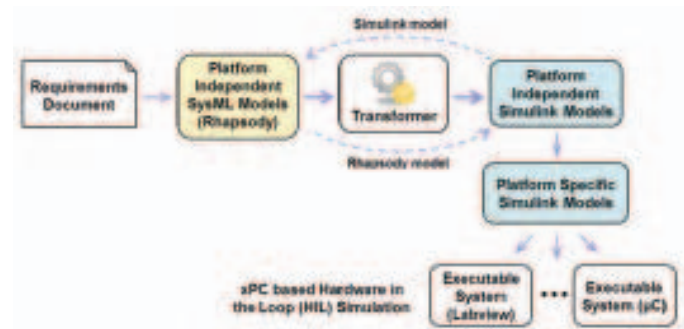 Simulink model
Requirements
Document
Platform
Independent
SysML Models
(Rhapsody)
Transformer
Platform
Independent
Simulink Models
Rhapsody model
Platform Specific
Simulink Models
xPC based Hardware in
the Loop (HIL) Simulation
Executable
System
(Labview)
•••
Executable
System (µC)